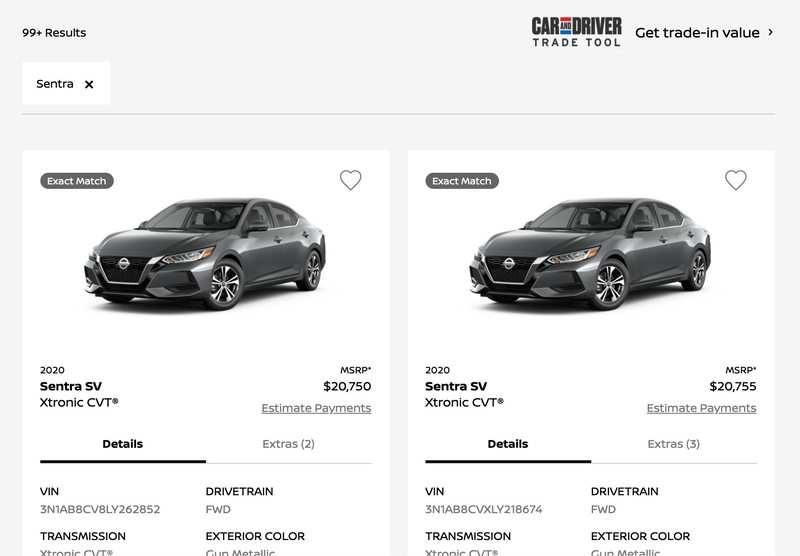 99+ Results
CAR AND DRIVER
TRADE TOOL
Get trade-in value
Sentra
Exact Match
2020
MSRP*
Sentra SV
$20,750
Xtronic CVT®
Estimate Payments
Details
Extras (2)
VIN
DRIVETRAIN
3N1AB8CV8LY262852
FWD
TRANSMISSION
EXTERIOR COLOR
Xtronic CVT®
Gun Metallic
Exact Match
2020
MSRP*
Sentra SV
$20,755
Xtronic CVT®
Estimate Payments
Details
Extras (3)
VIN
DRIVETRAIN
3N1AB8CVXLY218674
FWD
TRANSMISSION
EXTERIOR COLOR
Xtronic CVT®
Gun Metallic